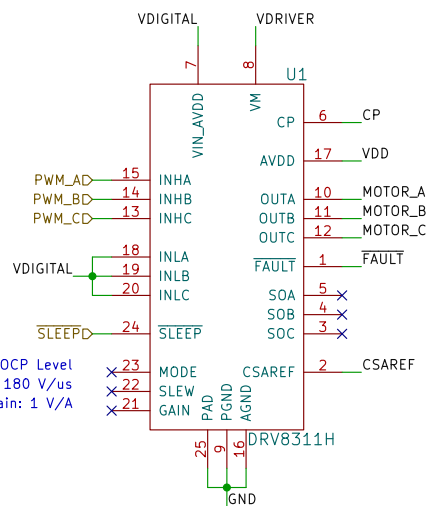 VDIGITAL VDRIVER
7 8
U1
VIN_AVDD VM
CP 6 CP
AVDD 17 VDD
PWM_A 15 INHA OUTA 10 MOTOR_A
PWM_B 14 INHB OUTB 11 MOTOR_B
PWM_C 13 INHC OUTC 12 MOTOR_C
18 INLA FAULT 1 FAULT
VDIGITAL 19 INLB
20 INLC SOA 5
SOB 4
SLEEP 24 SLEEP SOC 3
OCP Level 23 MODE CSAREF 2 CSAREF
180 V/us 22 SLEW
ain: 1 V/A 21 GAIN
PAD PGND AGND
DRV8311H
25 9 16
GND